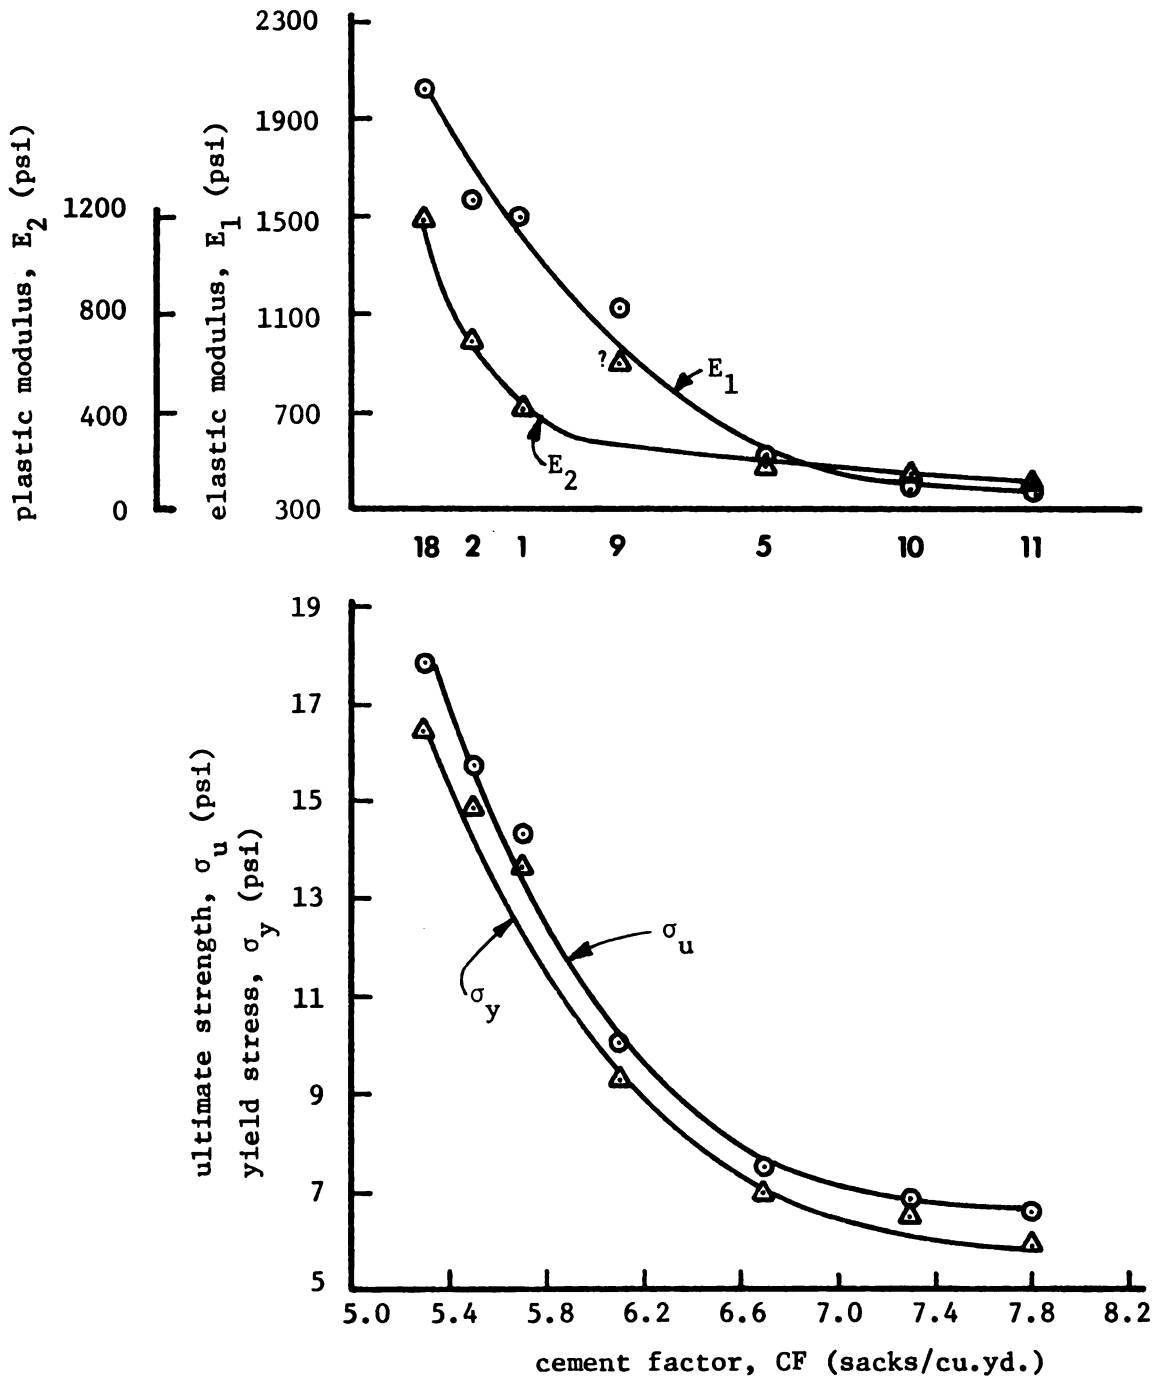 plastic modulus, E2 (psi)
1200
800
400
0
elastic modulus, E1 (psi)
2300
1900
1500
1100
700
300
?
E1
E2
18 2 1 9 5 10 11
ultimate strength, σu (psi)
yield stress, σy (psi)
19
17
15
13
11
9
7
5
σu
σy
5.0 5.4 5.8 6.2 6.6 7.0 7.4 7.8 8.2
cement factor, CF (sacks/cu.yd.)